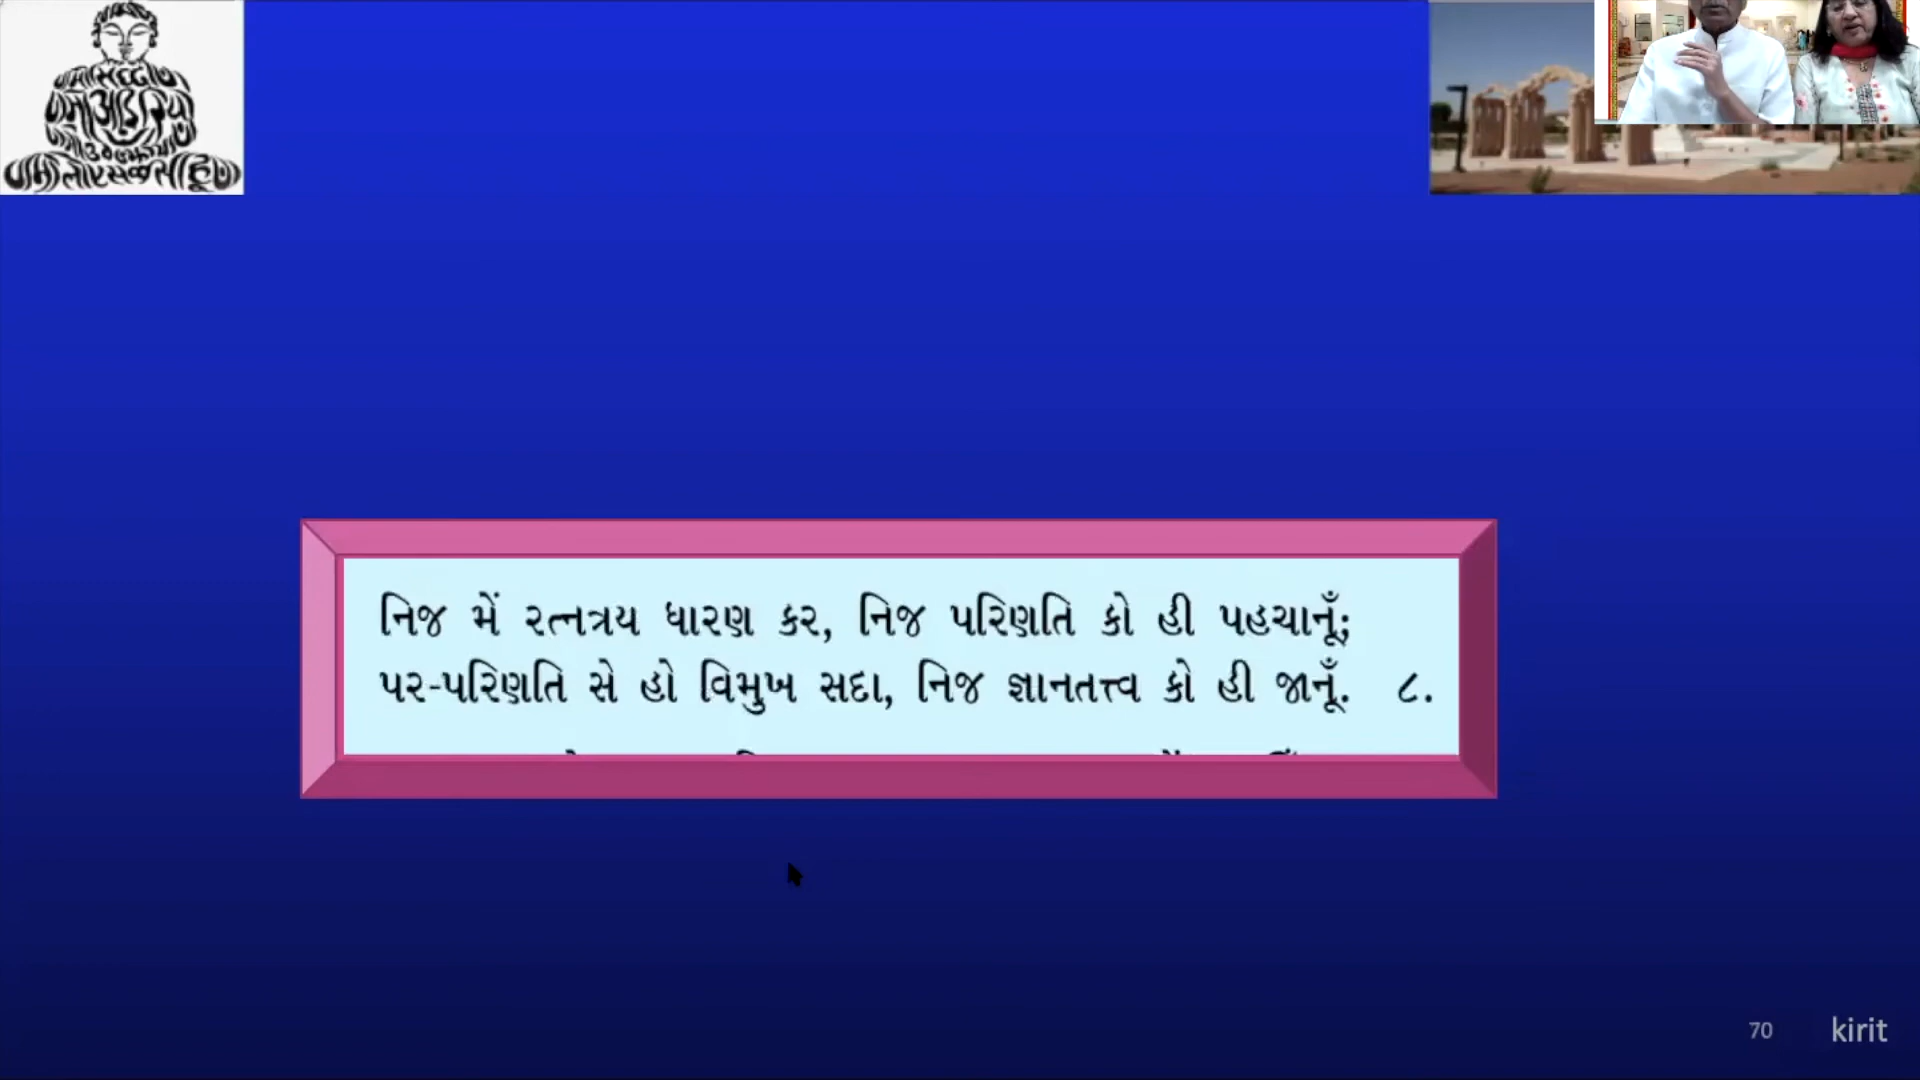 નિજ મેં રત્નત્રય ધારણ કર, નિજ પરિણતિ કો હી પહચાનૂઁ;
પર-પરિણતિ સે હો વિમુખ સદા, નિજ જ્ઞાનતત્ત્વ કો હી જાનૂઁ. ૮.
70 kirit